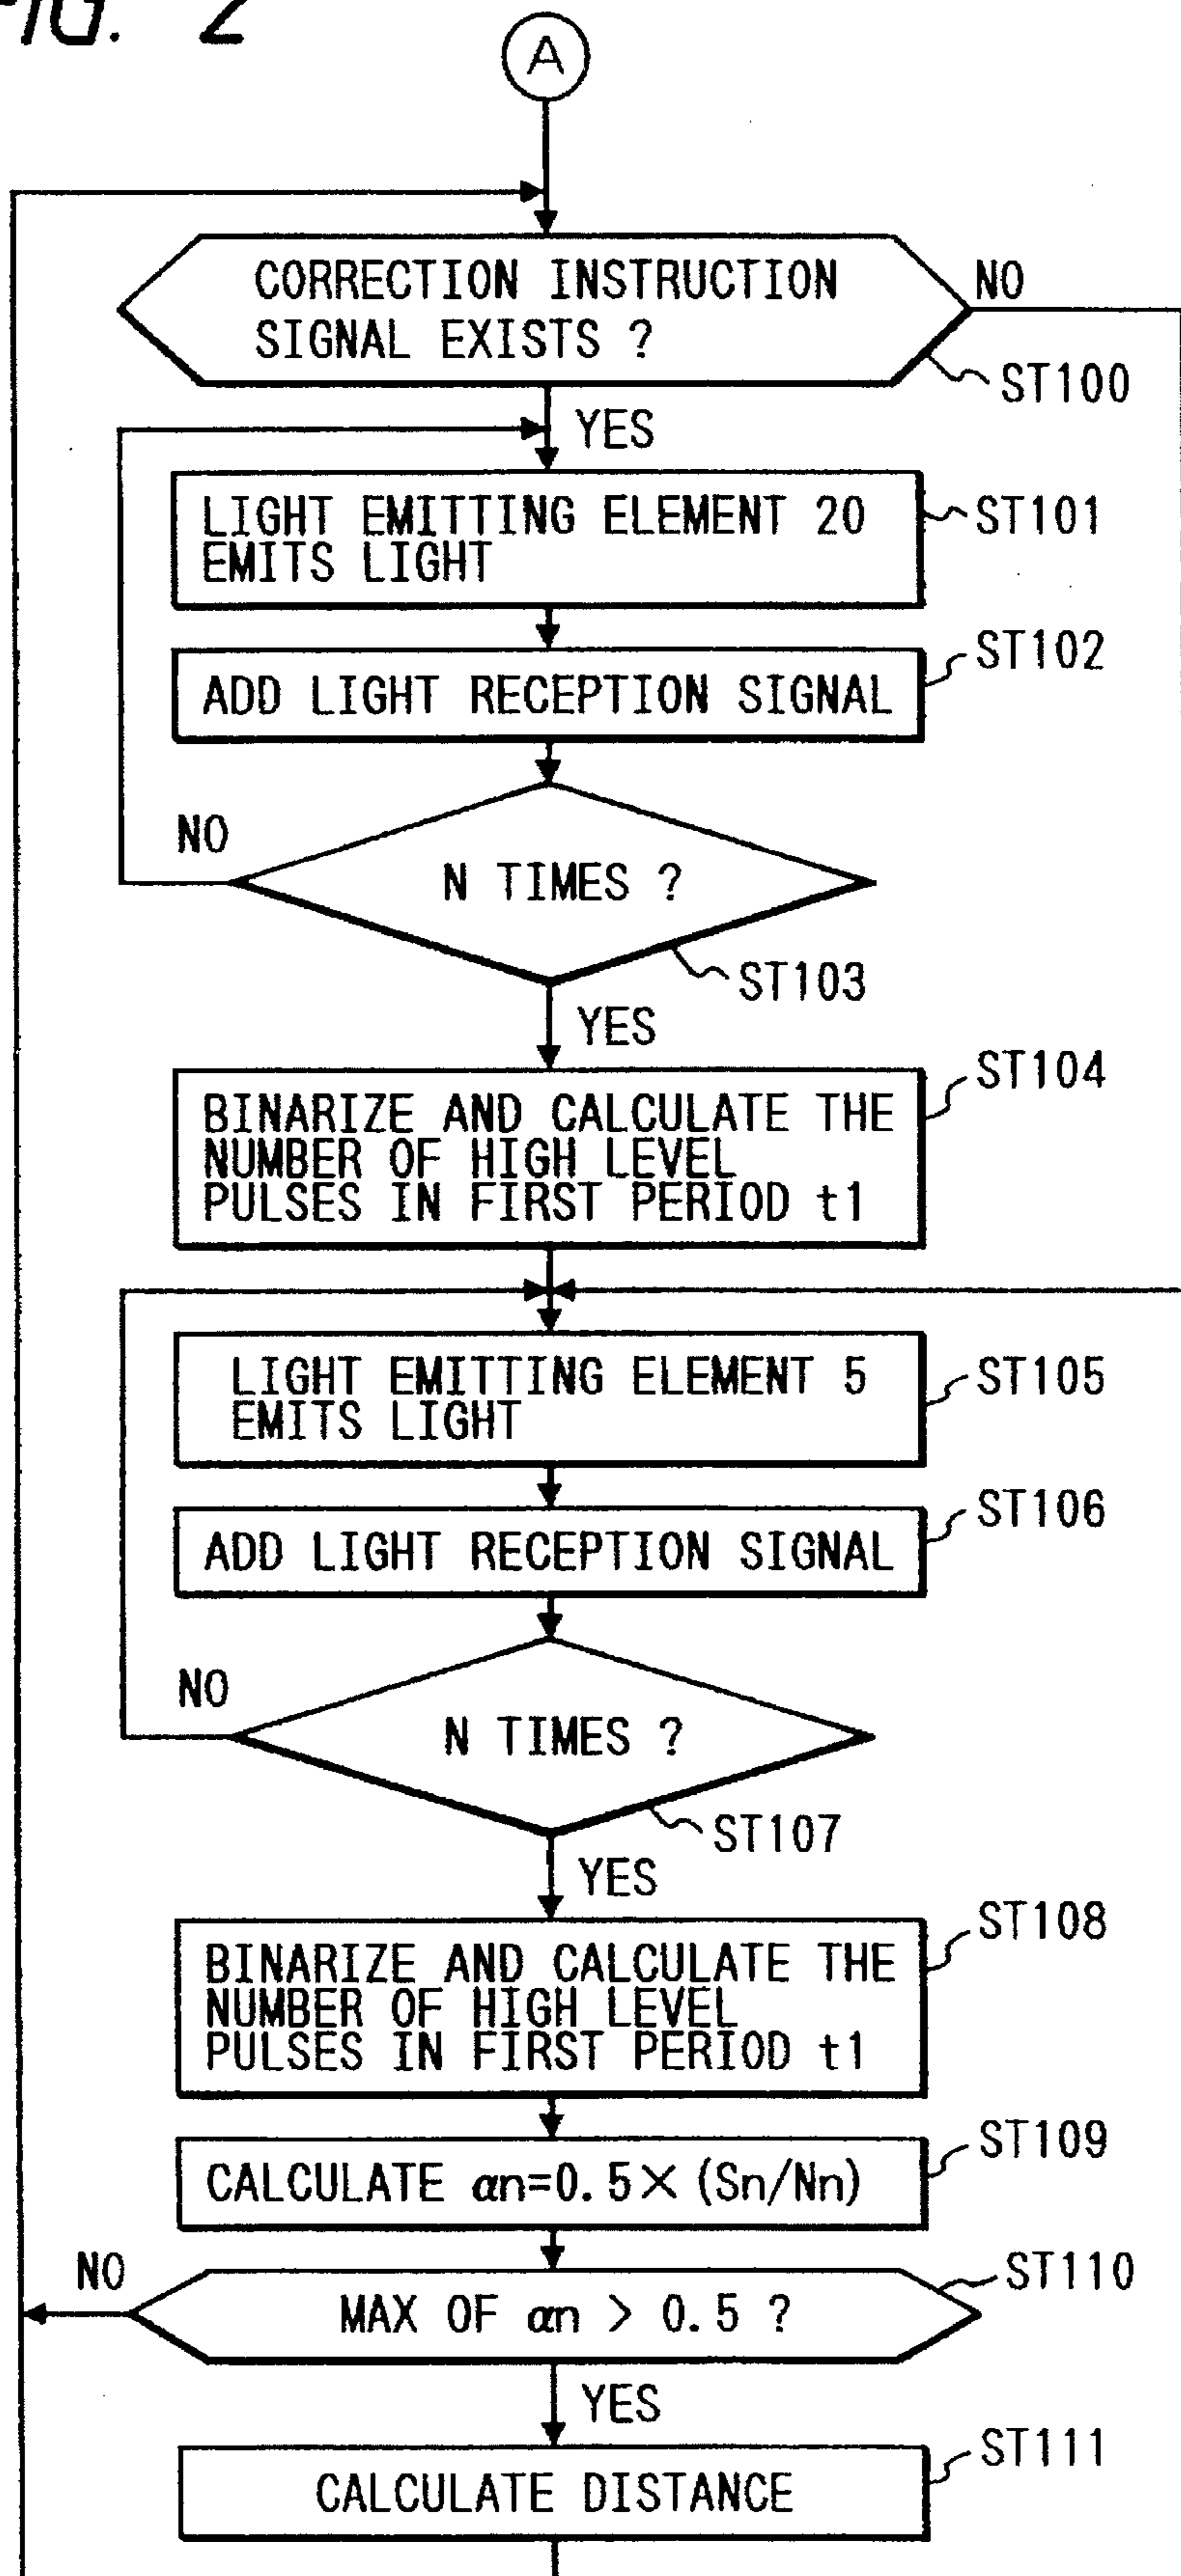 FIG. 2
A
CORRECTION INSTRUCTION
SIGNAL EXISTS ?
NO
ST100
YES
LIGHT EMITTING ELEMENT 20
EMITS LIGHT
ST101
ST102
ADD LIGHT RECEPTION SIGNAL
NO
N TIMES ?
ST103
YES
ST104
BINARIZE AND CALCULATE THE
NUMBER OF HIGH LEVEL
PULSES IN FIRST PERIOD t1
LIGHT EMITTING ELEMENT 5
EMITS LIGHT
ST105
ST106
ADD LIGHT RECEPTION SIGNAL
NO
N TIMES ?
ST107
YES
ST108
BINARIZE AND CALCULATE THE
NUMBER OF HIGH LEVEL
PULSES IN FIRST PERIOD t1
ST109
CALCULATE αn=0.5×(Sn/Nn)
NO
ST110
MAX OF αn > 0.5 ?
YES
ST111
CALCULATE DISTANCE